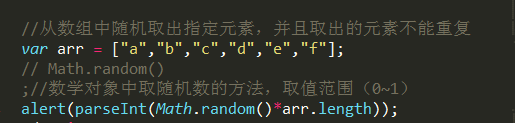 //从数组中随机取出指定元素，并且取出的元素不能重复
var arr = ["a","b","c","d","e","f"];
// Math.random()
;//数学对象中取随机数的方法，取值范围（0~1）
alert(parseInt(Math.random()*arr.length));